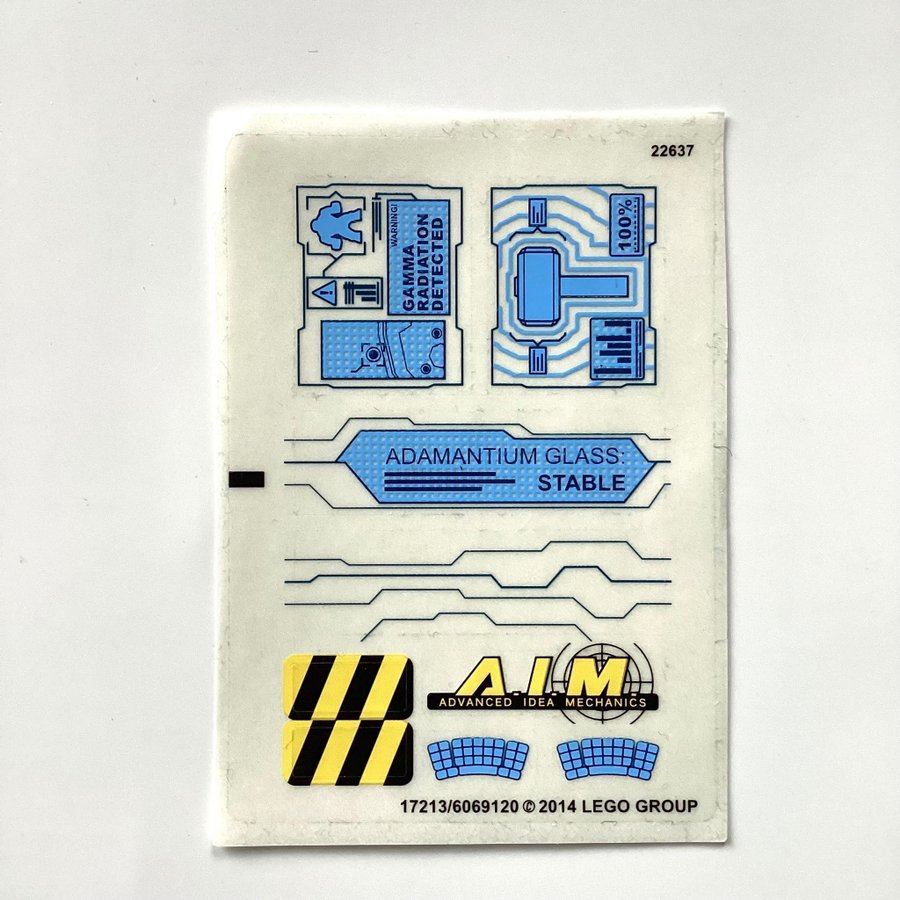 22637
WARNING!
GAMMA
RADIATION
DETECTED
100%
ADAMANTIUM GLASS:
STABLE
A.I.M.
ADVANCED IDEA MECHANICS
17213/6069120 © 2014 LEGO GROUP